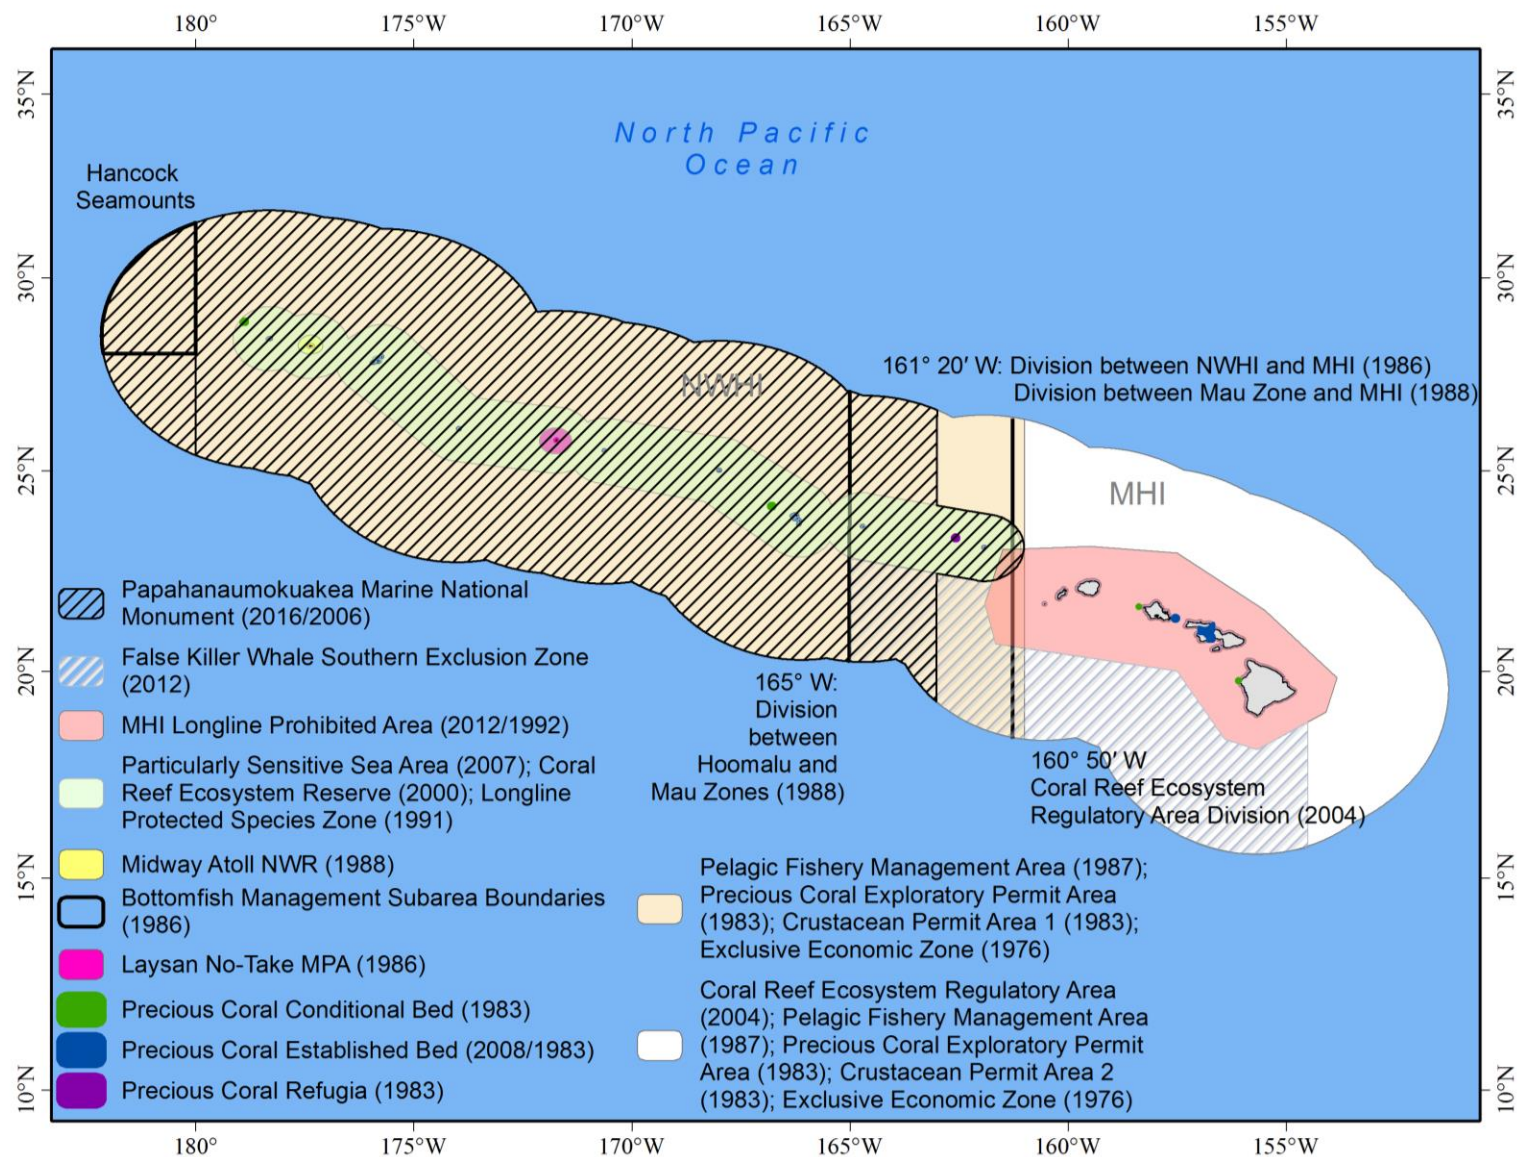 180°
175°W
170°W
165°W
160°W
155°W
35°N
35°N
North Pacific
Ocean
Hancock
Seamounts
30°N
30°N
161° 20′ W: Division between NWHI and MHI (1986)
Division between Mau Zone and MHI (1988)
NWHI
25°N
25°N
MHI
20°N
20°N
165° W:
Division
between
Hoomalu and
Mau Zones (1988)
160° 50′ W
Coral Reef Ecosystem
Regulatory Area Division (2004)
Papahanaumokuakea Marine National
Monument (2016/2006)
False Killer Whale Southern Exclusion Zone
(2012)
MHI Longline Prohibited Area (2012/1992)
Particularly Sensitive Sea Area (2007); Coral
Reef Ecosystem Reserve (2000); Longline
Protected Species Zone (1991)
Midway Atoll NWR (1988)
Bottomfish Management Subarea Boundaries
(1986)
Laysan No-Take MPA (1986)
Precious Coral Conditional Bed (1983)
Precious Coral Established Bed (2008/1983)
Precious Coral Refugia (1983)
Pelagic Fishery Management Area (1987);
Precious Coral Exploratory Permit Area
(1983); Crustacean Permit Area 1 (1983);
Exclusive Economic Zone (1976)
Coral Reef Ecosystem Regulatory Area
(2004); Pelagic Fishery Management Area
(1987); Precious Coral Exploratory Permit
Area (1983); Crustacean Permit Area 2
(1983); Exclusive Economic Zone (1976)
15°N
15°N
10°N
10°N
180°
175°W
170°W
165°W
160°W
155°W